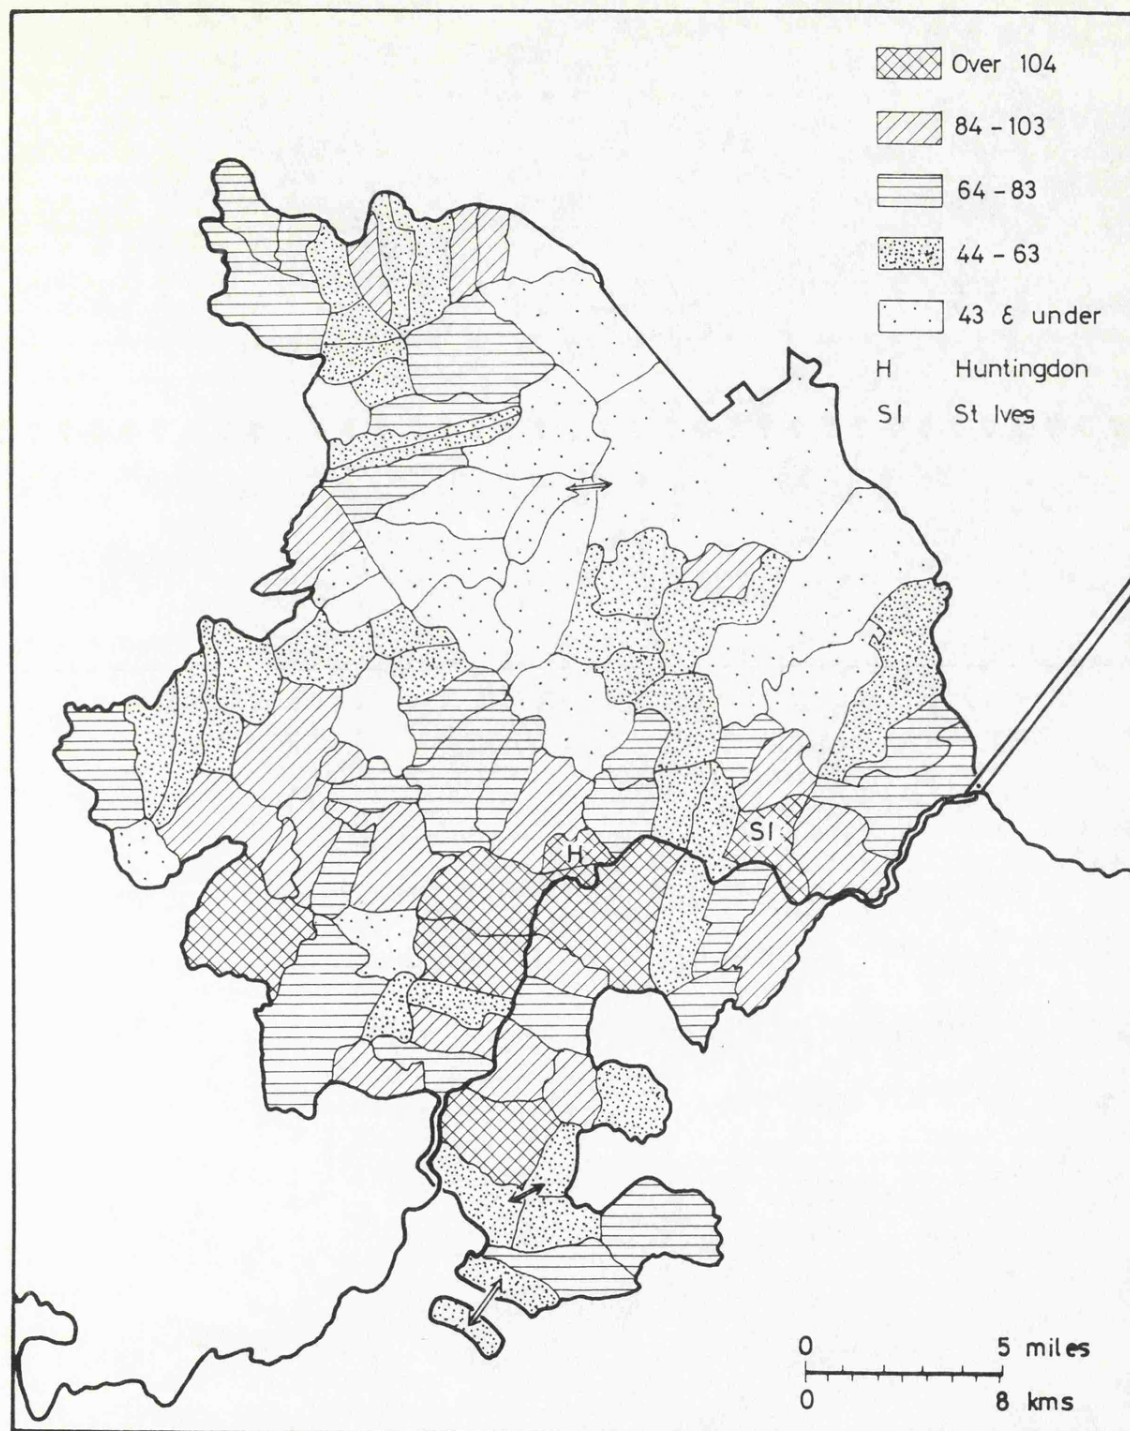 Over 104
84 - 103
64 - 83
44 - 63
43 & under
H Huntingdon
SI St Ives
SI
H
0 5 miles
0 8 kms